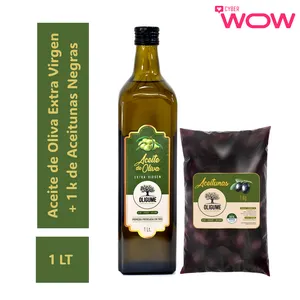 CYBER
WOW
Aceite de Oliva Extra Virgen
+ 1 k de Aceitunas Negras
1 LT
Aceite
de Oliva
EXTRA VIRGEN
OLIGUME
1 L
Aceitunas
OLIGUME